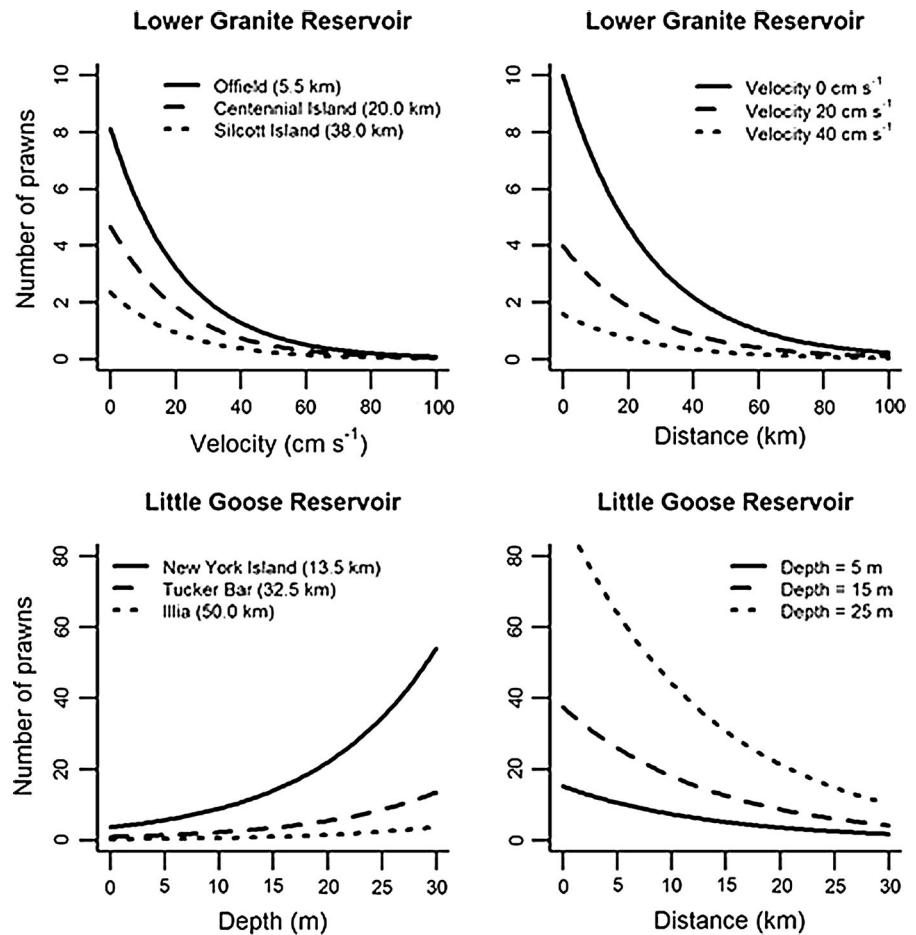 Lower Granite Reservoir
Number of prawns
10
8
6
4
2
0
Offield (5.5 km)
Centennial Island (20.0 km)
Silcott Island (38.0 km)
0 20 40 60 80 100
Velocity (cm s⁻¹)
Lower Granite Reservoir
10
8
6
4
2
0
Velocity 0 cm s⁻¹
Velocity 20 cm s⁻¹
Velocity 40 cm s⁻¹
0 20 40 60 80 100
Distance (km)
Little Goose Reservoir
Number of prawns
80
60
40
20
0
New York Island (13.5 km)
Tucker Bar (32.5 km)
Illia (50.0 km)
0 5 10 15 20 25 30
Depth (m)
Little Goose Reservoir
80
60
40
20
0
Depth = 5 m
Depth = 15 m
Depth = 25 m
0 5 10 15 20 25 30
Distance (km)